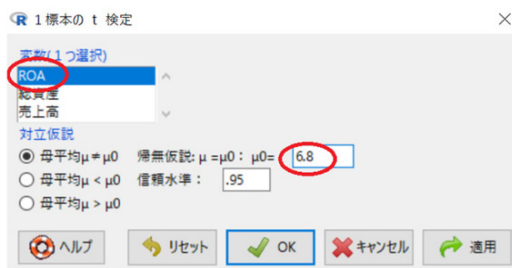 1 標本の t 検定
変数(1つ選択)
ROA
総資産
売上高
対立仮説
母平均μ≠μ0 帰無仮説: μ =μ0： μ0= 6.8
母平均μ < μ0 信頼水準： .95
母平均μ > μ0
ヘルプ リセット OK キャンセル 適用